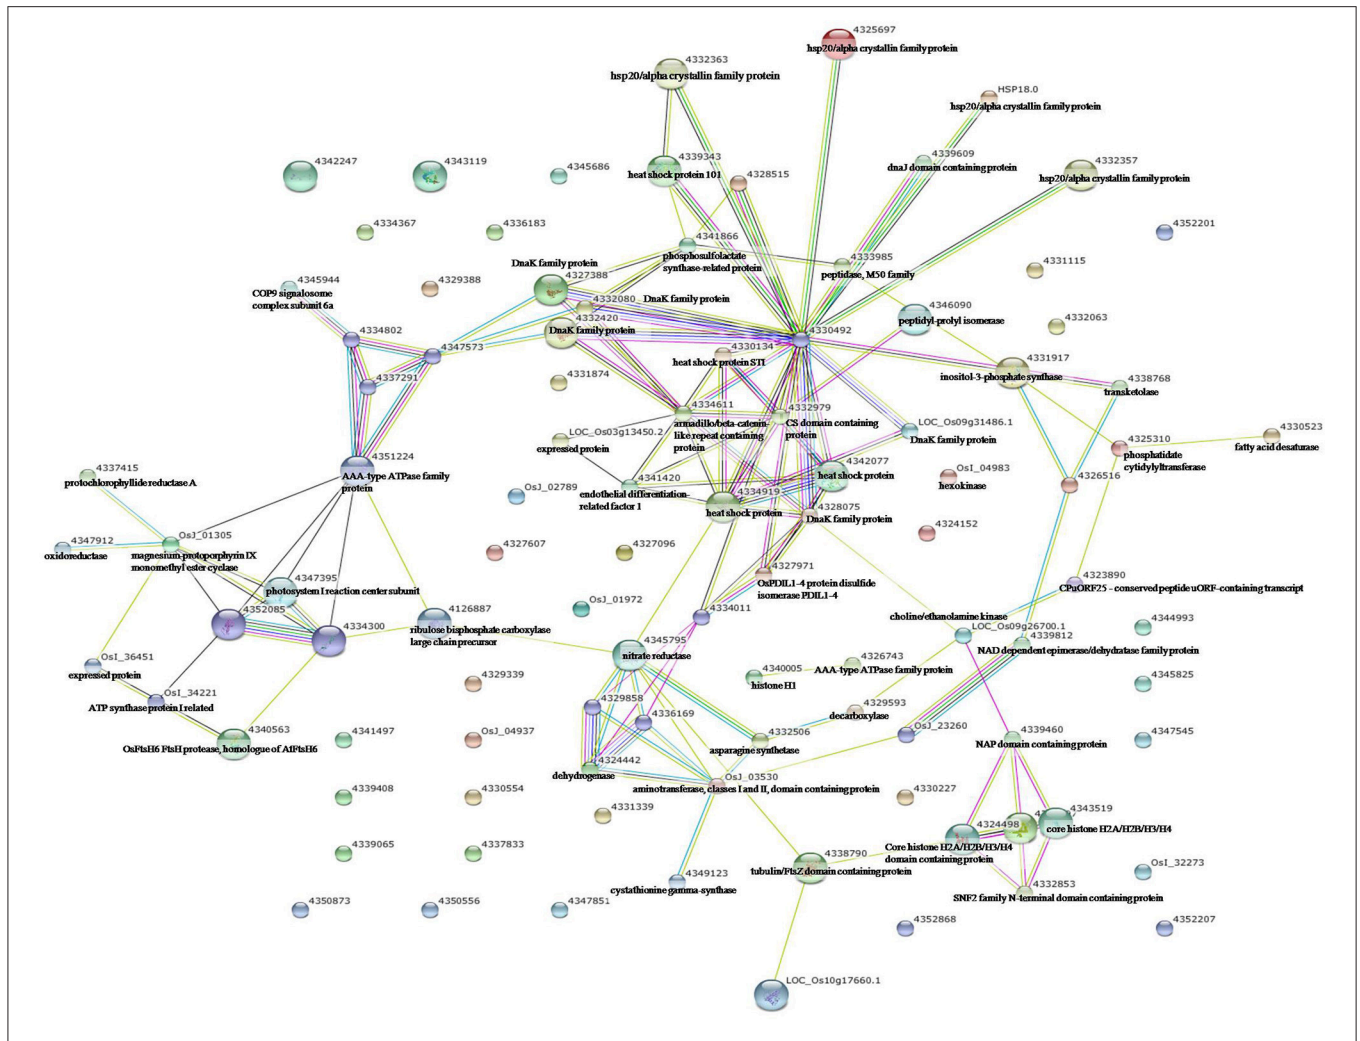 4325697
hsp20/alpha crystallin family protein
4332363
hsp20/alpha crystallin family protein
HSP18.0
hsp20/alpha crystallin family protein
4342247
4343119
4345686
4339343
heat shock protein 101
4328515
4339609
dnaJ domain containing protein
4332357
hsp20/alpha crystallin family protein
4334367
4336183
4341866
phosphosulfolactate
synthase-related protein
4352201
4333985
peptidase, M50 family
4331115
DnaK family protein
4327388
4345944
COP9 signalosome
complex subunit 6a
4329388
4332080
DnaK family protein
4332420
DnaK family protein
4346090
peptidyl-prolyl isomerase
4332063
4334802
4347573
4330492
4330134
heat shock protein STI
4331917
inositol-3-phosphate synthase
4337291
4331874
4338768
transketolase
4334611
armadillo/beta-catenin-
like repeat containing
protein
4332979
CS domain containing
protein
LOC_Os03g13450.2
expressed protein
LOC_Os09g31486.1
DnaK family protein
4330523
fatty acid desaturase
4325310
phosphatidate
cytidylyltransferase
4351224
AAA-type ATPase family
protein
4337415
protochlorophyllide reductase A
4342077
heat shock protein
OsI_04983
hexokinase
4326516
4341420
endothelial differentiation-
related factor 1
OsJ_02789
4334919
heat shock protein
4328075
DnaK family protein
4324152
OsJ_01305
magnesium-protoporphyrin IX
monomethyl ester cyclase
4347912
oxidoreductase
4327607
4327096
4327971
OsPDIL1-4 protein disulfide
isomerase PDIL1-4
4347395
photosystem I reaction center subunit
4323890
CPuORF25 - conserved peptide uORF-containing transcript
OsJ_01972
4334011
4352085
4334300
4126887
ribulose bisphosphate carboxylase
large chain precursor
choline/ethanolamine kinase
LOC_Os09g26700.1
4344993
4339812
NAD dependent epimerase/dehydratase family protein
4345795
nitrate reductase
4326743
AAA-type ATPase family protein
4340005
histone H1
OsI_36451
expressed protein
4329339
4345825
OsI_34221
ATP synthase protein I related
4329858
4336169
4329593
decarboxylase
4340563
OsFtsH6 FtsH protease, homologue of AtFtsH6
4341497
OsJ_04937
4332506
asparagine synthetase
OsJ_23260
4339460
NAP domain containing protein
4347545
4324442
dehydrogenase
OsJ_03530
aminotransferase, classes I and II, domain containing protein
4339408
4330554
4331339
4330227
4324498
Core histone H2A/H2B/H3/H4
domain containing protein
4343519
core histone H2A/H2B/H3/H4
4339065
4337833
4338790
tubulin/FtsZ domain containing protein
OsI_32273
4349123
cystathionine gamma-synthase
4332853
SNF2 family N-terminal domain containing protein
4350873
4350556
4347851
4352868
4352207
LOC_Os10g17660.1